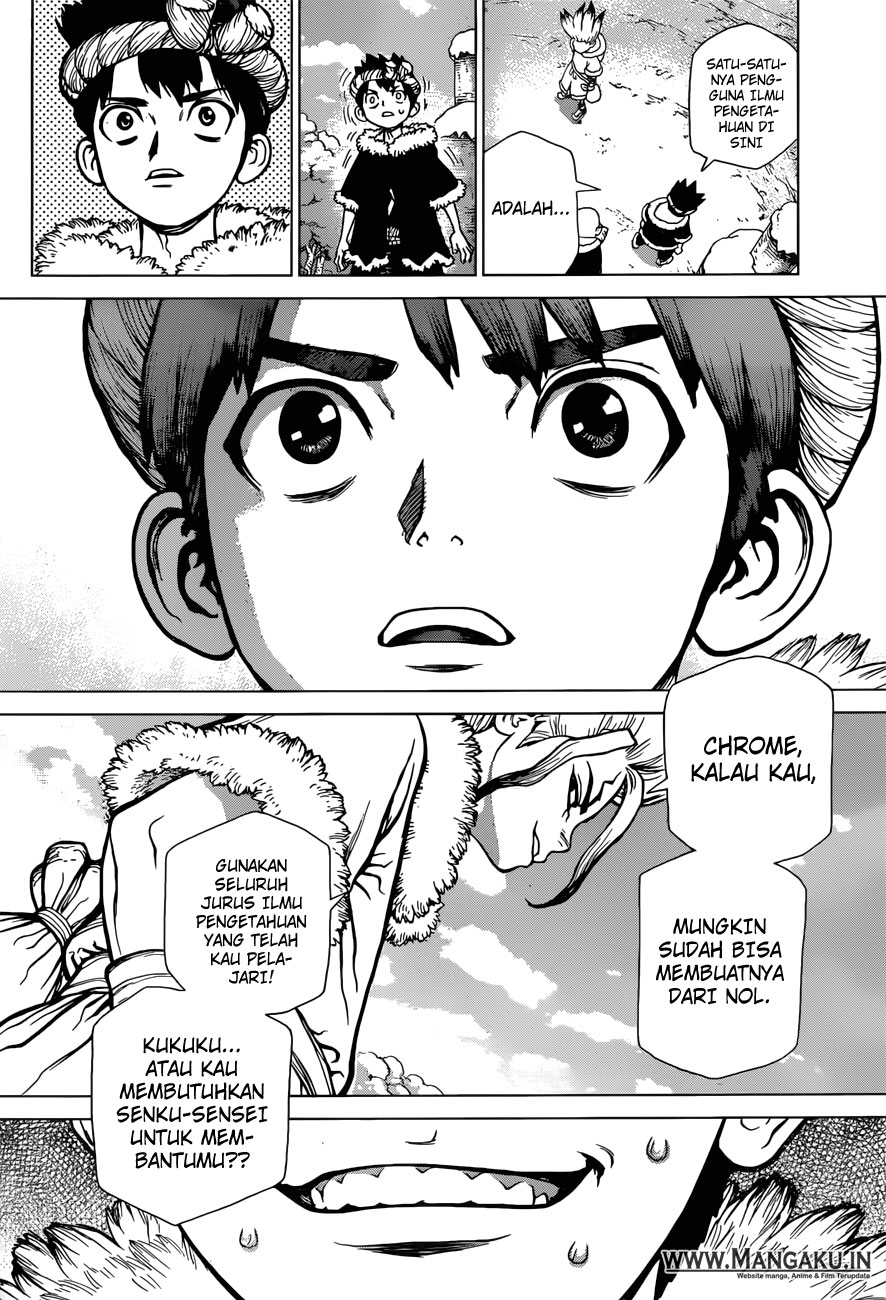 SATU-SATU-
NYA PENG-
GUNA ILMU
PENGETA-
HUAN DI
SINI
ADALAH...
CHROME,
KALAU KAU,
MUNGKIN
SUDAH BISA
MEMBUATNYA
DARI NOL.
GUNAKAN
SELURUH
JURUS ILMU
PENGETAHUAN
YANG TELAH
KAU PELA-
JARI!
KUKUKU...
ATAU KAU
MEMBUTUHKAN
SENKU-SENSEI
UNTUK MEM-
BANTUMU??
WWW.MANGAKU.IN
Website manga, Anime & Film Terupdate